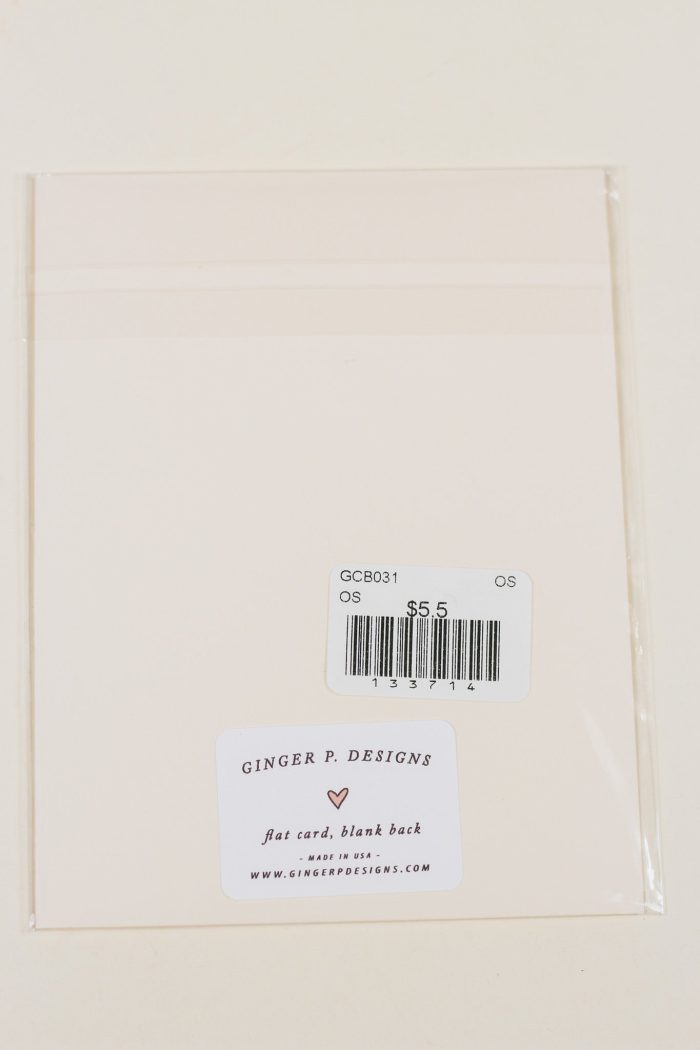 GCB031 OS
OS
$5.5
133714
GINGER P. DESIGNS
flat card, blank back
- MADE IN USA -
WWW.GINGERPDESIGNS.COM